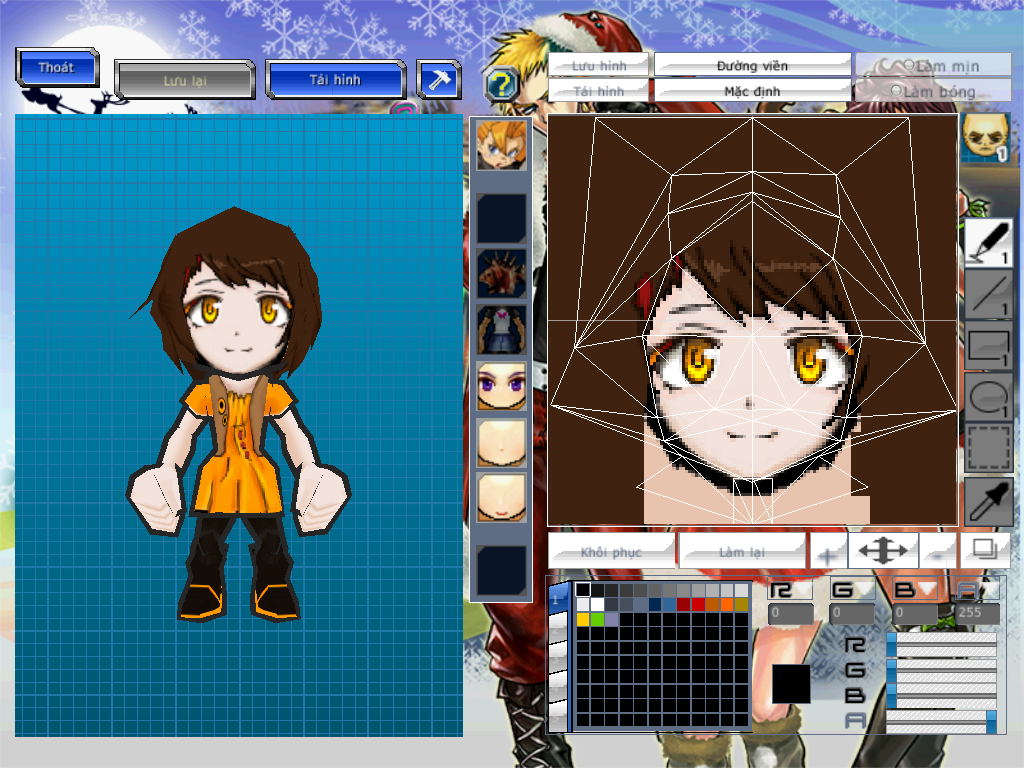 Thoát
Lưu lại
Tải hình
?
Lưu hình
Đường viền
Làm mịn
Tải hình
Mặc định
Làm bóng
1
1
1
1
1
Khôi phục
Làm lại
+
-
1
R
G
B
A
0
0
0
255
R
G
B
A